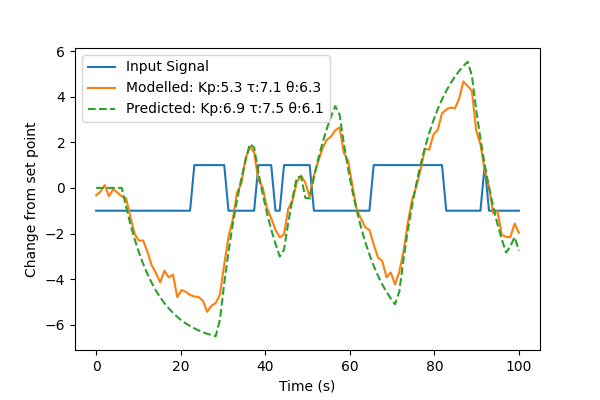 Input Signal
Modelled: Kp:5.3 τ:7.1 θ:6.3
Predicted: Kp:6.9 τ:7.5 θ:6.1
6
4
2
0
−2
−4
−6
Change from set point
0 20 40 60 80 100
Time (s)